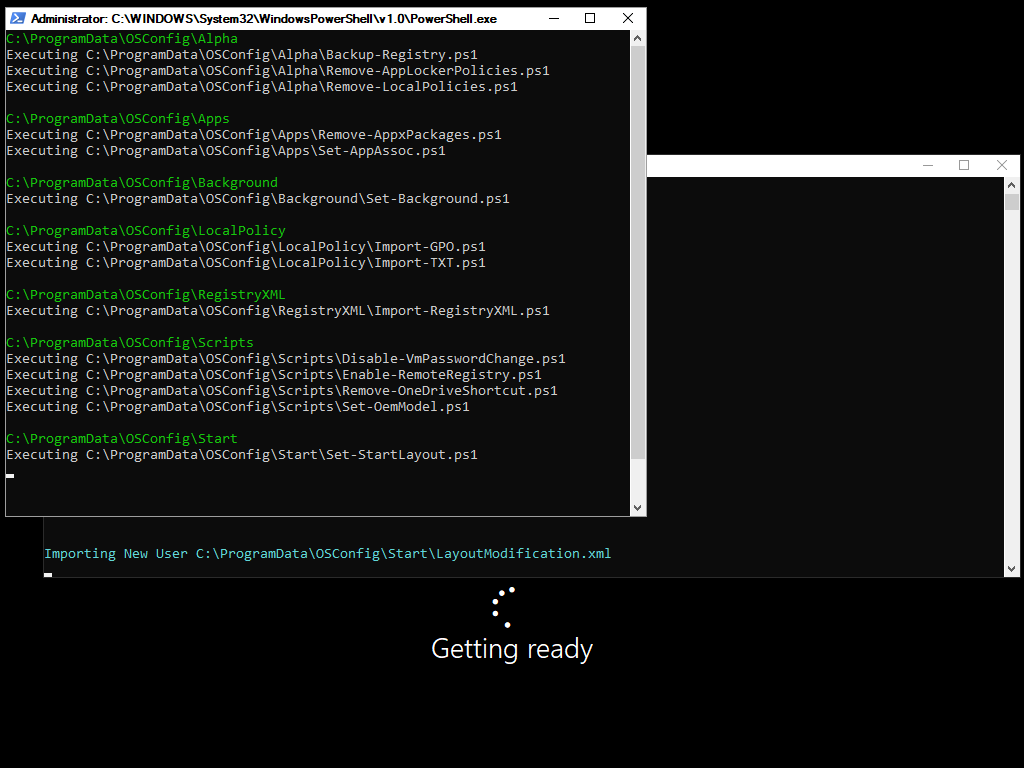 Administrator: C:\WINDOWS\System32\WindowsPowerShell\v1.0\PowerShell.exe
C:\ProgramData\OSConfig\Alpha
Executing C:\ProgramData\OSConfig\Alpha\Backup-Registry.ps1
Executing C:\ProgramData\OSConfig\Alpha\Remove-AppLockerPolicies.ps1
Executing C:\ProgramData\OSConfig\Alpha\Remove-LocalPolicies.ps1
C:\ProgramData\OSConfig\Apps
Executing C:\ProgramData\OSConfig\Apps\Remove-AppxPackages.ps1
Executing C:\ProgramData\OSConfig\Apps\Set-AppAssoc.ps1
C:\ProgramData\OSConfig\Background
Executing C:\ProgramData\OSConfig\Background\Set-Background.ps1
C:\ProgramData\OSConfig\LocalPolicy
Executing C:\ProgramData\OSConfig\LocalPolicy\Import-GPO.ps1
Executing C:\ProgramData\OSConfig\LocalPolicy\Import-TXT.ps1
C:\ProgramData\OSConfig\RegistryXML
Executing C:\ProgramData\OSConfig\RegistryXML\Import-RegistryXML.ps1
C:\ProgramData\OSConfig\Scripts
Executing C:\ProgramData\OSConfig\Scripts\Disable-VmPasswordChange.ps1
Executing C:\ProgramData\OSConfig\Scripts\Enable-RemoteRegistry.ps1
Executing C:\ProgramData\OSConfig\Scripts\Remove-OneDriveShortcut.ps1
Executing C:\ProgramData\OSConfig\Scripts\Set-OemModel.ps1
C:\ProgramData\OSConfig\Start
Executing C:\ProgramData\OSConfig\Start\Set-StartLayout.ps1
Importing New User C:\ProgramData\OSConfig\Start\LayoutModification.xml
Getting ready